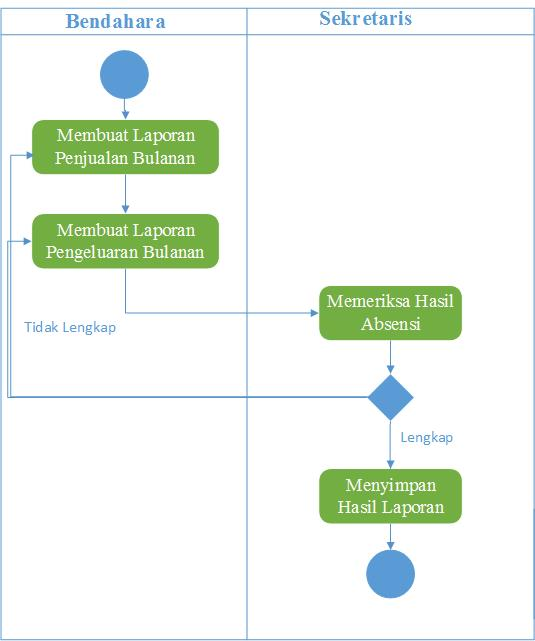 Bendahara
Sekretaris
Membuat Laporan
Penjualan Bulanan
Membuat Laporan
Pengeluaran Bulanan
Memeriksa Hasil
Absensi
Tidak Lengkap
Lengkap
Menyimpan
Hasil Laporan